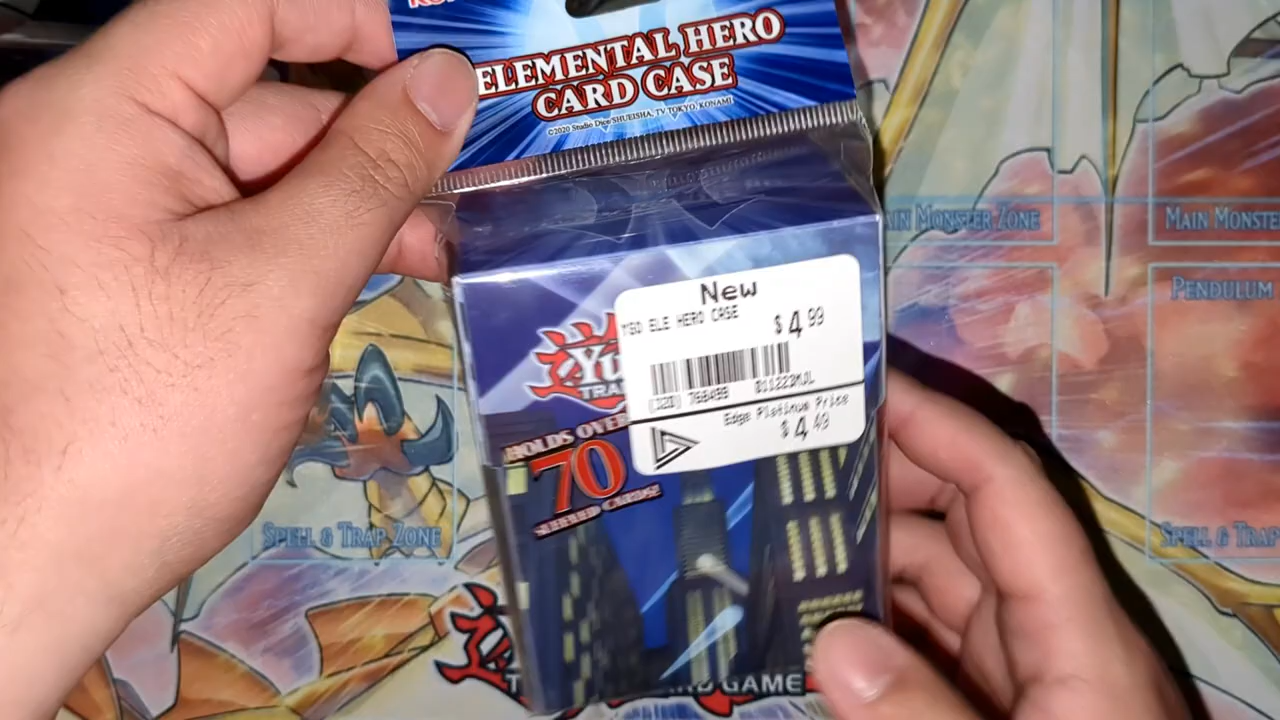 ELEMENTAL HERO
CARD CASE
©2020 Studio Dice/SHUEISHA, TV TOKYO, KONAMI
New
YGO ELE HERO CASE
$4.99
011223MJL
Edge Platinum Price
$4.49
HOLDS OVER
70
SLEEVED CARDS!
MAIN MONSTER ZONE
MAIN MONSTE
PENDULUM
SPELL & TRAP ZONE
SPELL & TRAP
CARD GAME